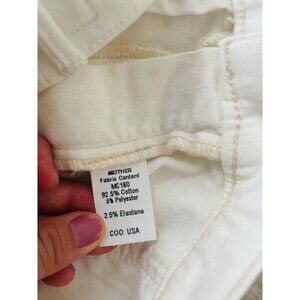 MOTHER
Fabric Content
MC180
92.5% Cotton
5% Polyester
2.5% Elastane
COO: USA